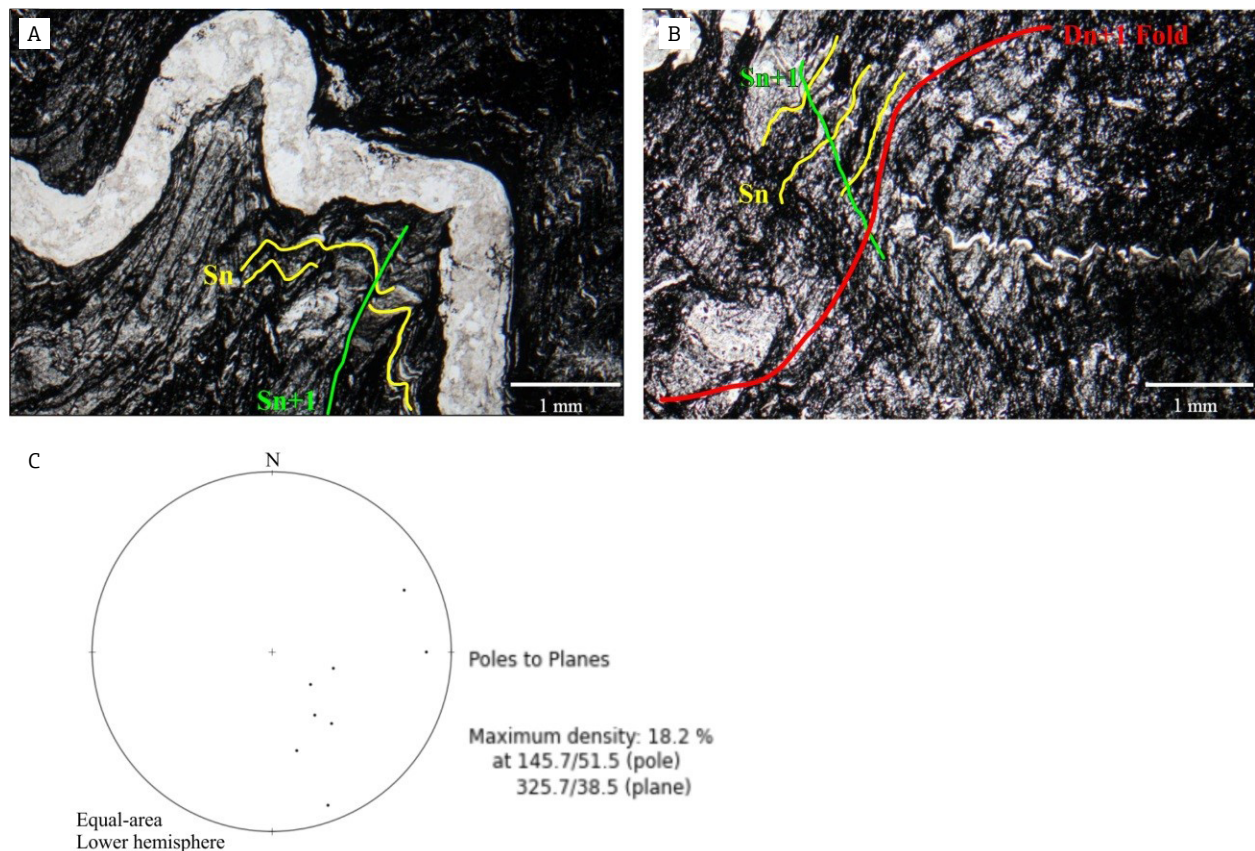 A
Sn
Sn+1
1 mm
B
Dn+1 Fold
Sn+1
Sn
1 mm
C
N
Poles to Planes
Maximum density: 18.2 %
at 145.7/51.5 (pole)
325.7/38.5 (plane)
Equal-area
Lower hemisphere